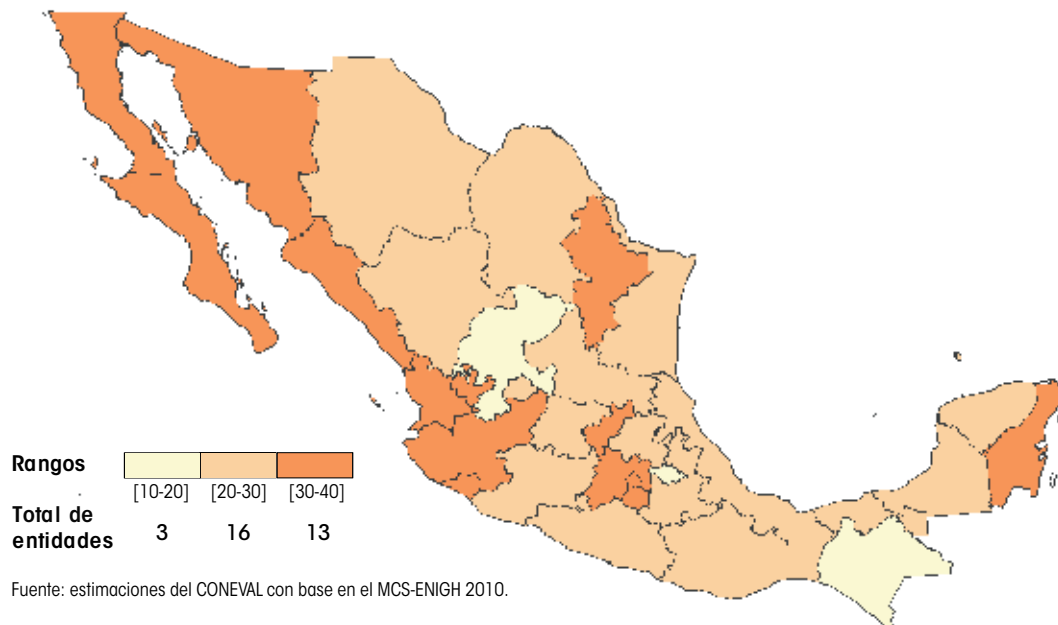 Rangos
[10-20] [20-30] [30-40]
Total de
entidades
3 16 13
Fuente: estimaciones del CONEVAL con base en el MCS-ENIGH 2010.